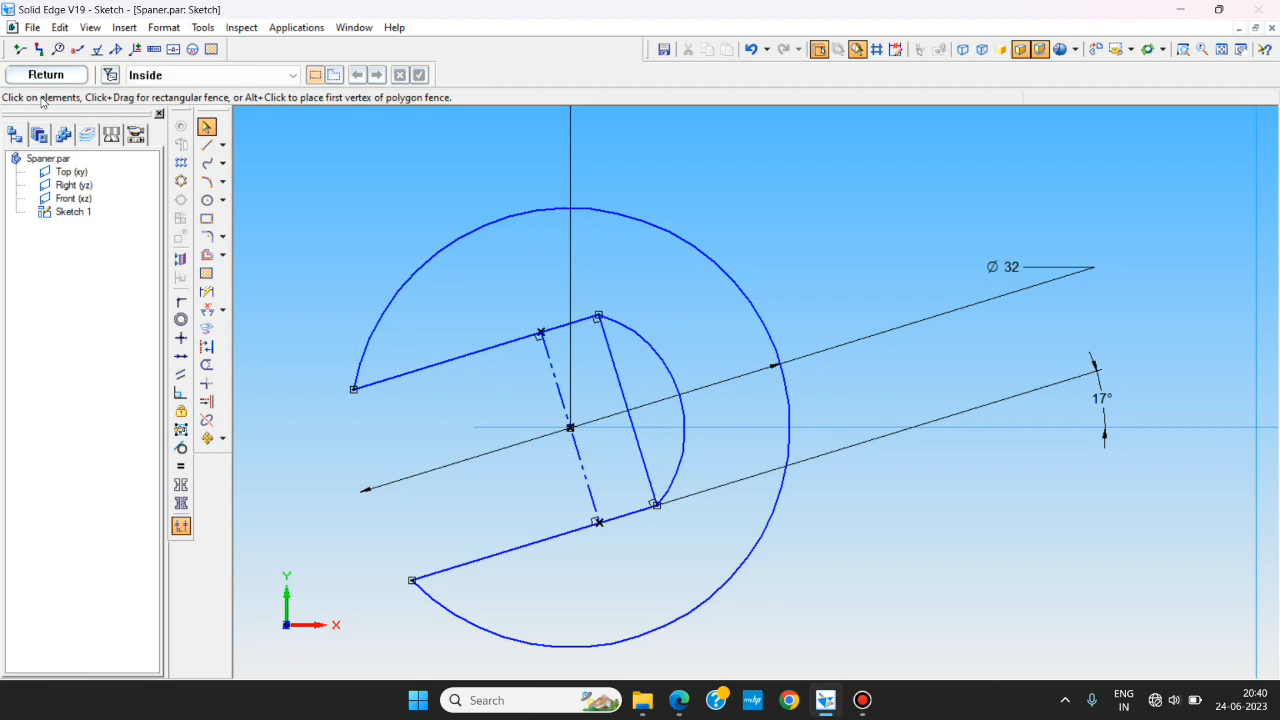 Solid Edge V19 - Sketch - [Spaner.par: Sketch]
File Edit View Insert Format Tools Inspect Applications Window Help
Return Inside
Click on elements, Click+Drag for rectangular fence, or Alt+Click to place first vertex of polygon fence.
Spaner.par
Top (xy)
Right (yz)
Front (xz)
Sketch 1
Ø 32
17°
Y
X
Search
hp
ENG
IN
20:40
24-06-2023